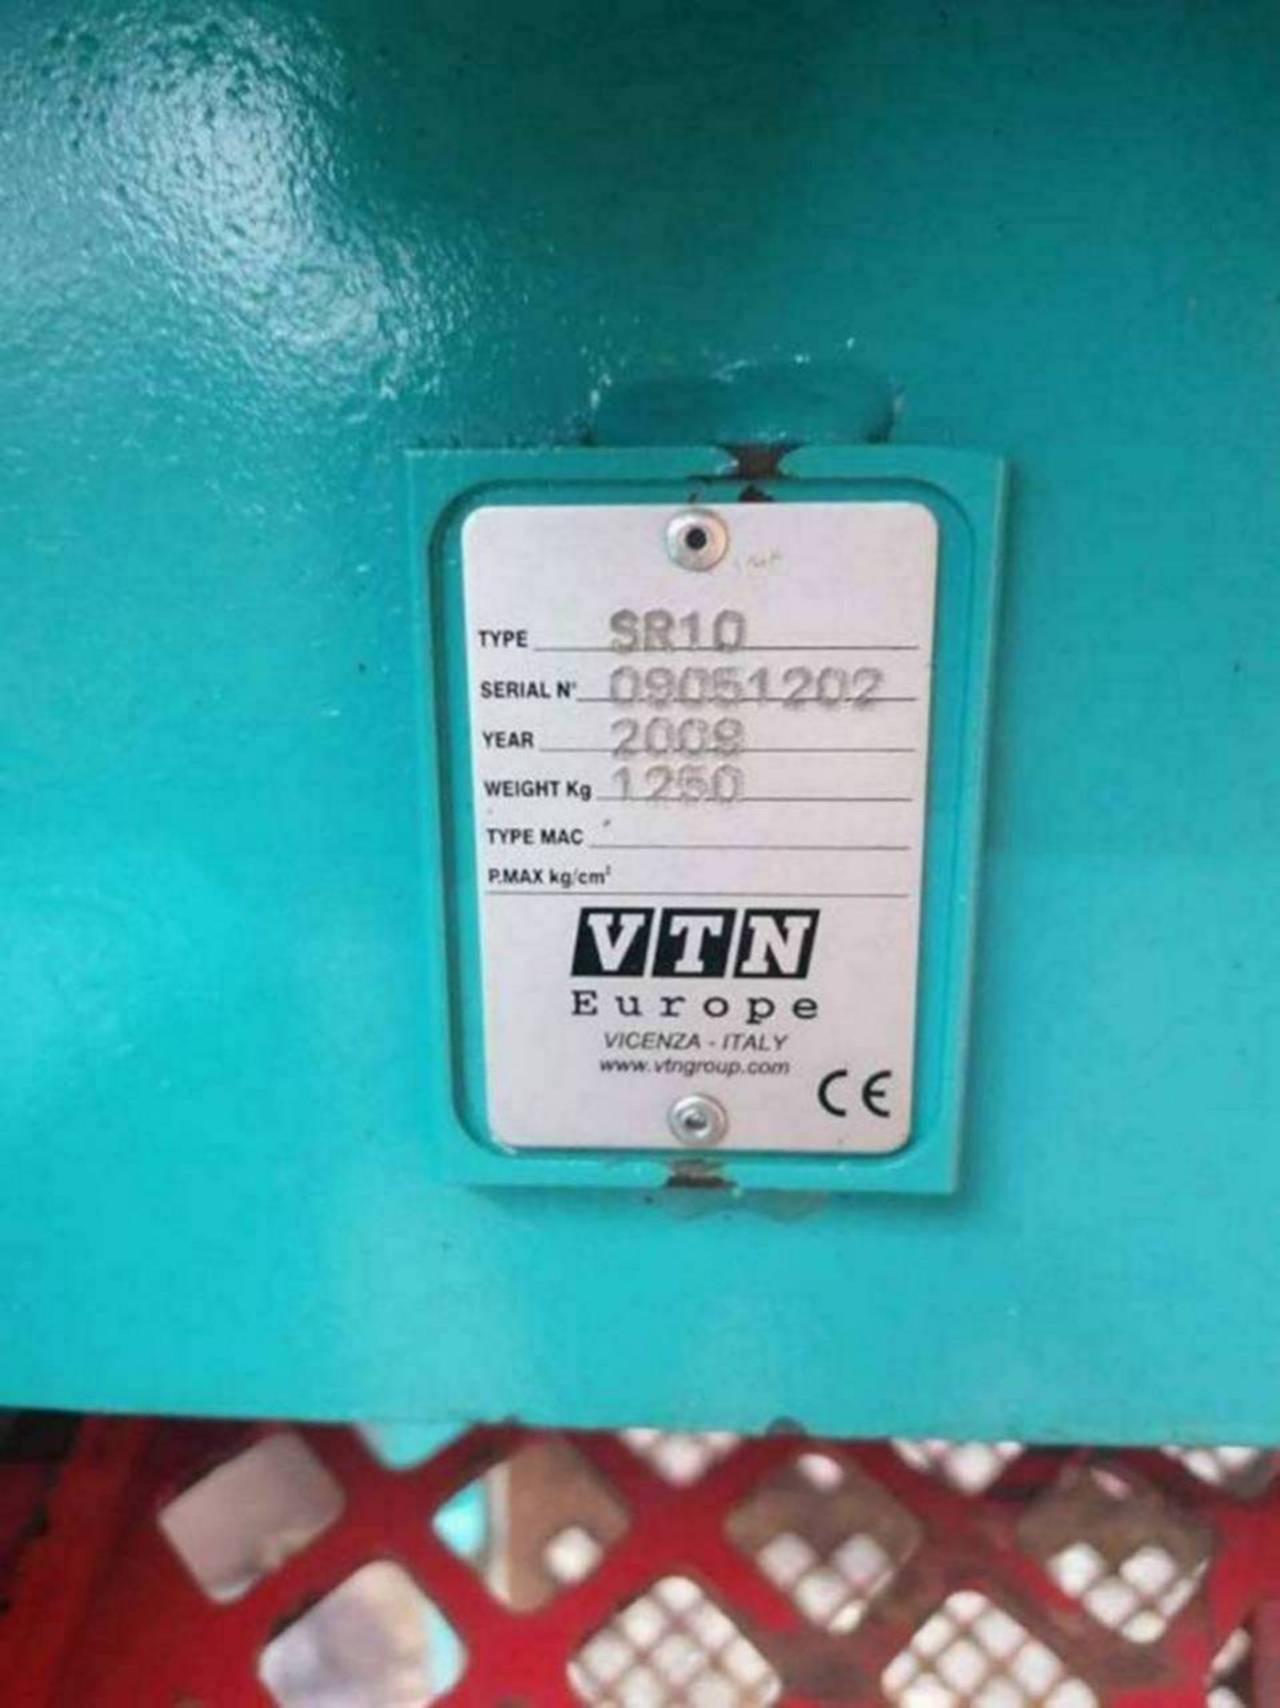 TYPE SR10
SERIAL N° 09051202
YEAR 2009
WEIGHT Kg 1250
TYPE MAC
P.MAX kg/cm²
VTN
Europe
VICENZA - ITALY
www.vtngroup.com
CE